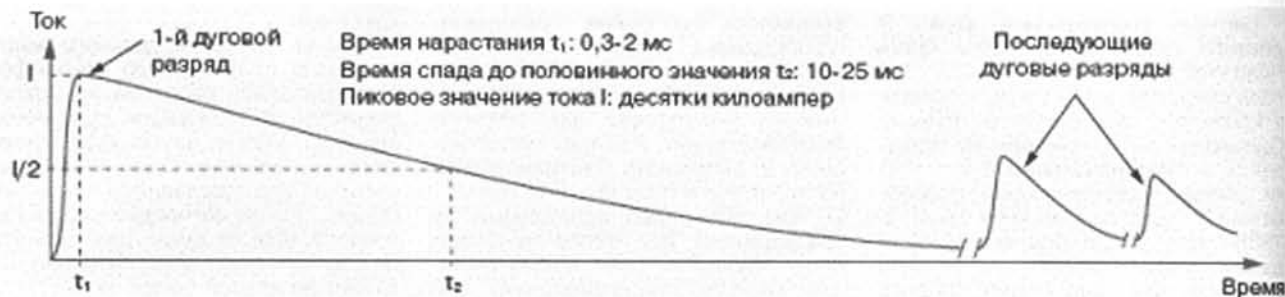 Ток
1-й дуговой
разряд
Время нарастания t₁: 0,3-2 мс
Время спада до половинного значения t₂: 10-25 мс
Пиковое значение тока I: десятки килоампер
Последующие
дуговые разряды
I
I/2
t₁
t₂
Время